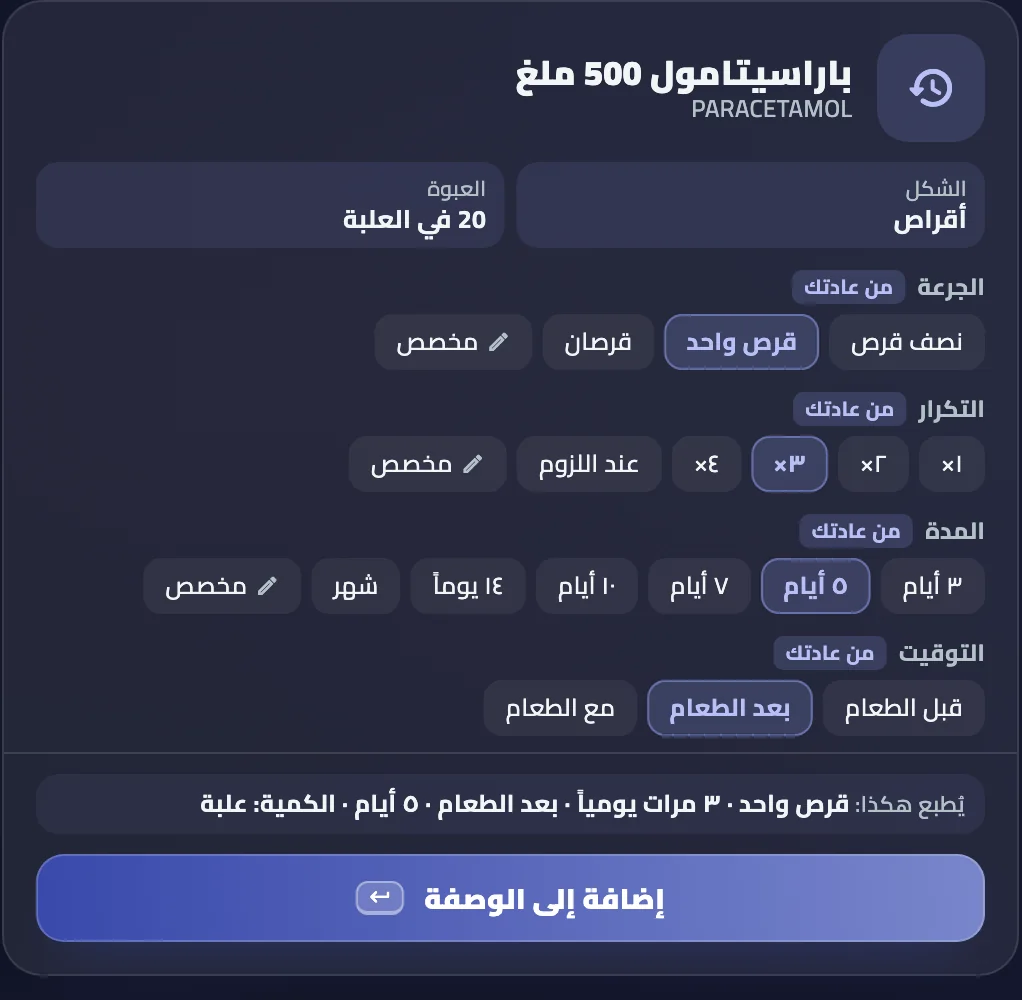 باراسيتامول 500 ملغ
PARACETAMOL
الشكل
أقراص
العبوة
20 في العلبة
الجرعة من عادتك
نصف قرص قرص واحد قرصان مخصص
التكرار من عادتك
١× ٢× ٣× ٤× عند اللزوم مخصص
المدة من عادتك
٣ أيام ٥ أيام ٧ أيام ١٠ أيام ١٤ يوماً شهر مخصص
التوقيت من عادتك
قبل الطعام بعد الطعام مع الطعام
يُطبع هكذا: قرص واحد · ٣ مرات يومياً · بعد الطعام · ٥ أيام · الكمية: علبة
إضافة إلى الوصفة ↵